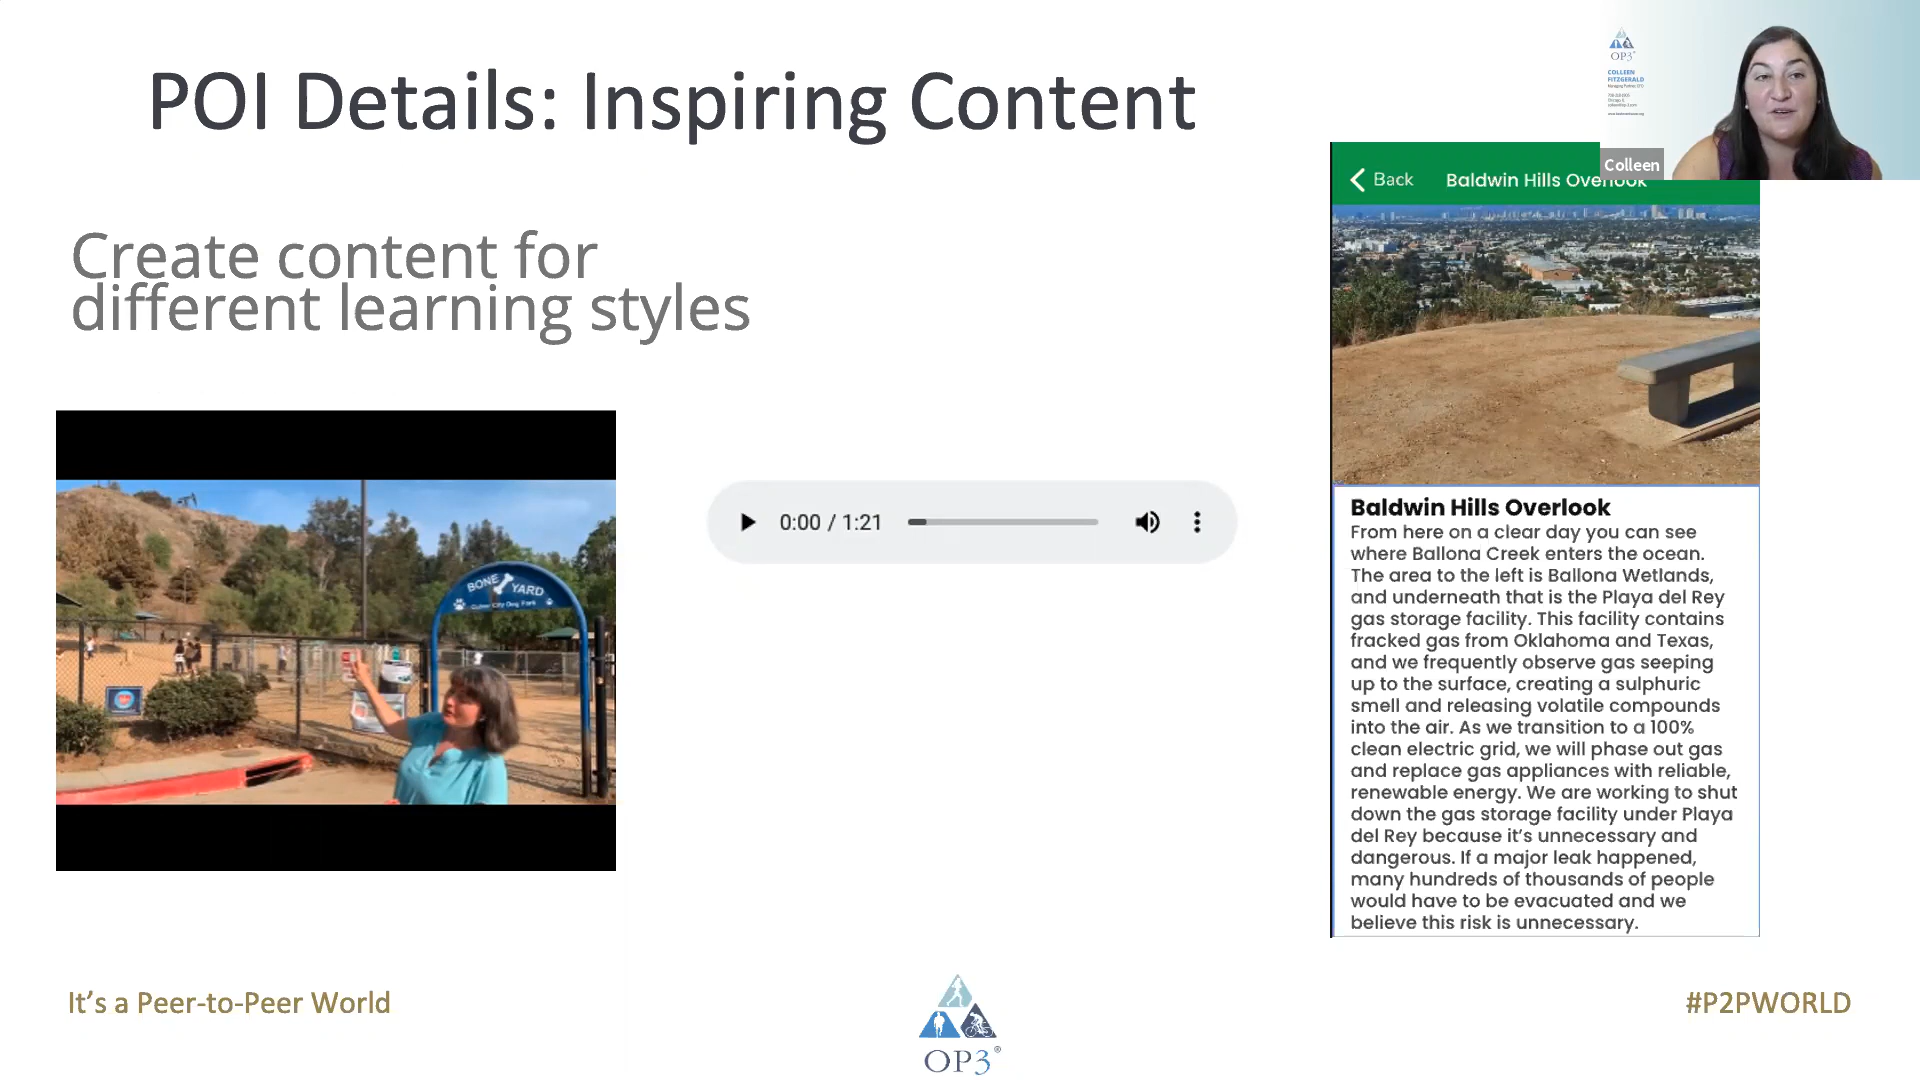 POI Details: Inspiring Content
OP3
COLLEEN
FITZGERALD
Colleen
Back
Baldwin Hills Overlook
Create content for
different learning styles
BONE YARD
Culver City Dog Park
0:00 / 1:21
Baldwin Hills Overlook
From here on a clear day you can see
where Ballona Creek enters the ocean.
The area to the left is Ballona Wetlands,
and underneath that is the Playa del Rey
gas storage facility. This facility contains
fracked gas from Oklahoma and Texas,
and we frequently observe gas seeping
up to the surface, creating a sulphuric
smell and releasing volatile compounds
into the air. As we transition to a 100%
clean electric grid, we will phase out gas
and replace gas appliances with reliable,
renewable energy. We are working to shut
down the gas storage facility under Playa
del Rey because it’s unnecessary and
dangerous. If a major leak happened,
many hundreds of thousands of people
would have to be evacuated and we
believe this risk is unnecessary.
It’s a Peer-to-Peer World
OP3®
#P2PWORLD